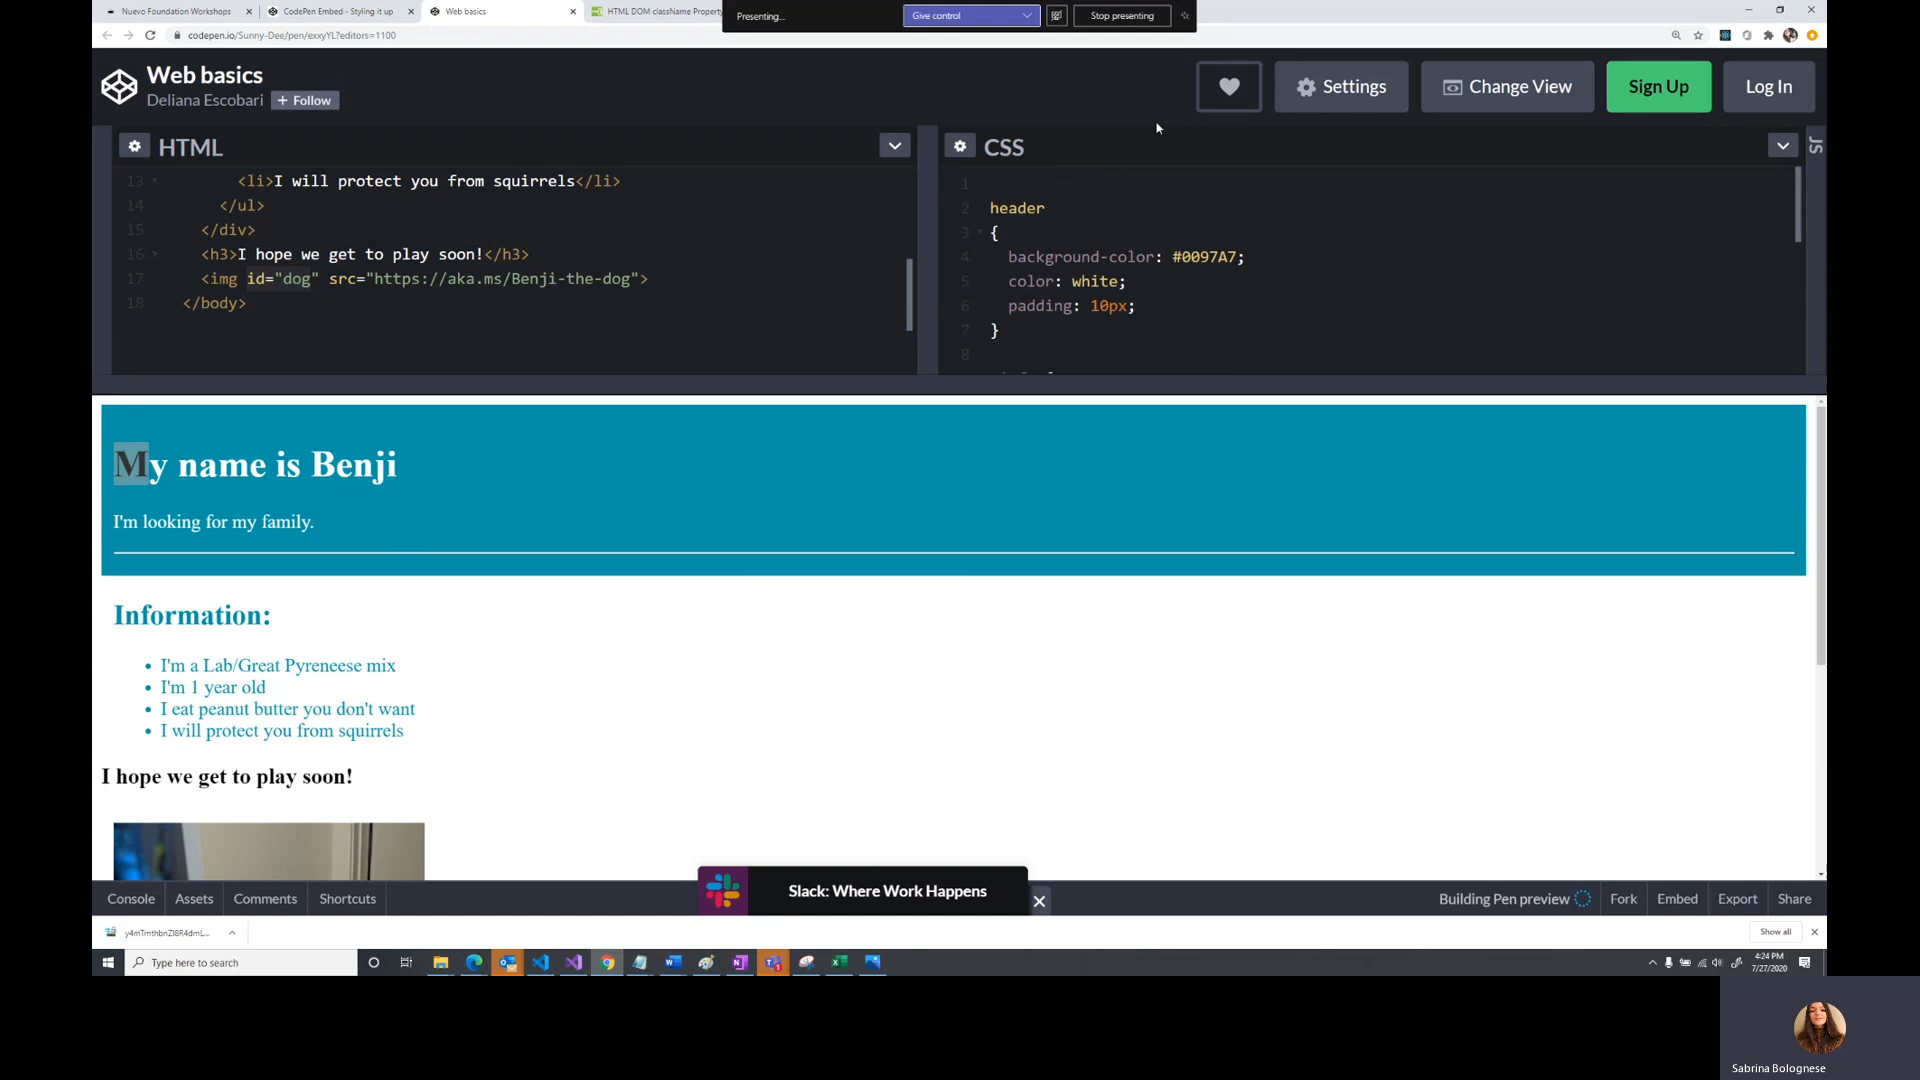 Nuevo Foundation Workshops
CodePen Embed - Styling it up
Web basics
HTML DOM className Property
Presenting...
Give control
Stop presenting
codepen.io/Sunny-Dee/pen/exxyYL?editors=1100
Web basics
Deliana Escobari
+ Follow
Settings
Change View
Sign Up
Log In
HTML
13 <li>I will protect you from squirrels</li>
14 </ul>
15 </div>
16 <h3>I hope we get to play soon!</h3>
17 <img id="dog" src="https://aka.ms/Benji-the-dog">
18 </body>
CSS
JS
1
2 header
3 {
4 background-color: #0097A7;
5 color: white;
6 padding: 10px;
7 }
8
My name is Benji
I'm looking for my family.
Information:
• I'm a Lab/Great Pyreneese mix
• I'm 1 year old
• I eat peanut butter you don't want
• I will protect you from squirrels
I hope we get to play soon!
Console
Assets
Comments
Shortcuts
Slack: Where Work Happens
Building Pen preview
Fork
Embed
Export
Share
Show all
Type here to search
4:24 PM
7/27/2020
Sabrina Bolognese